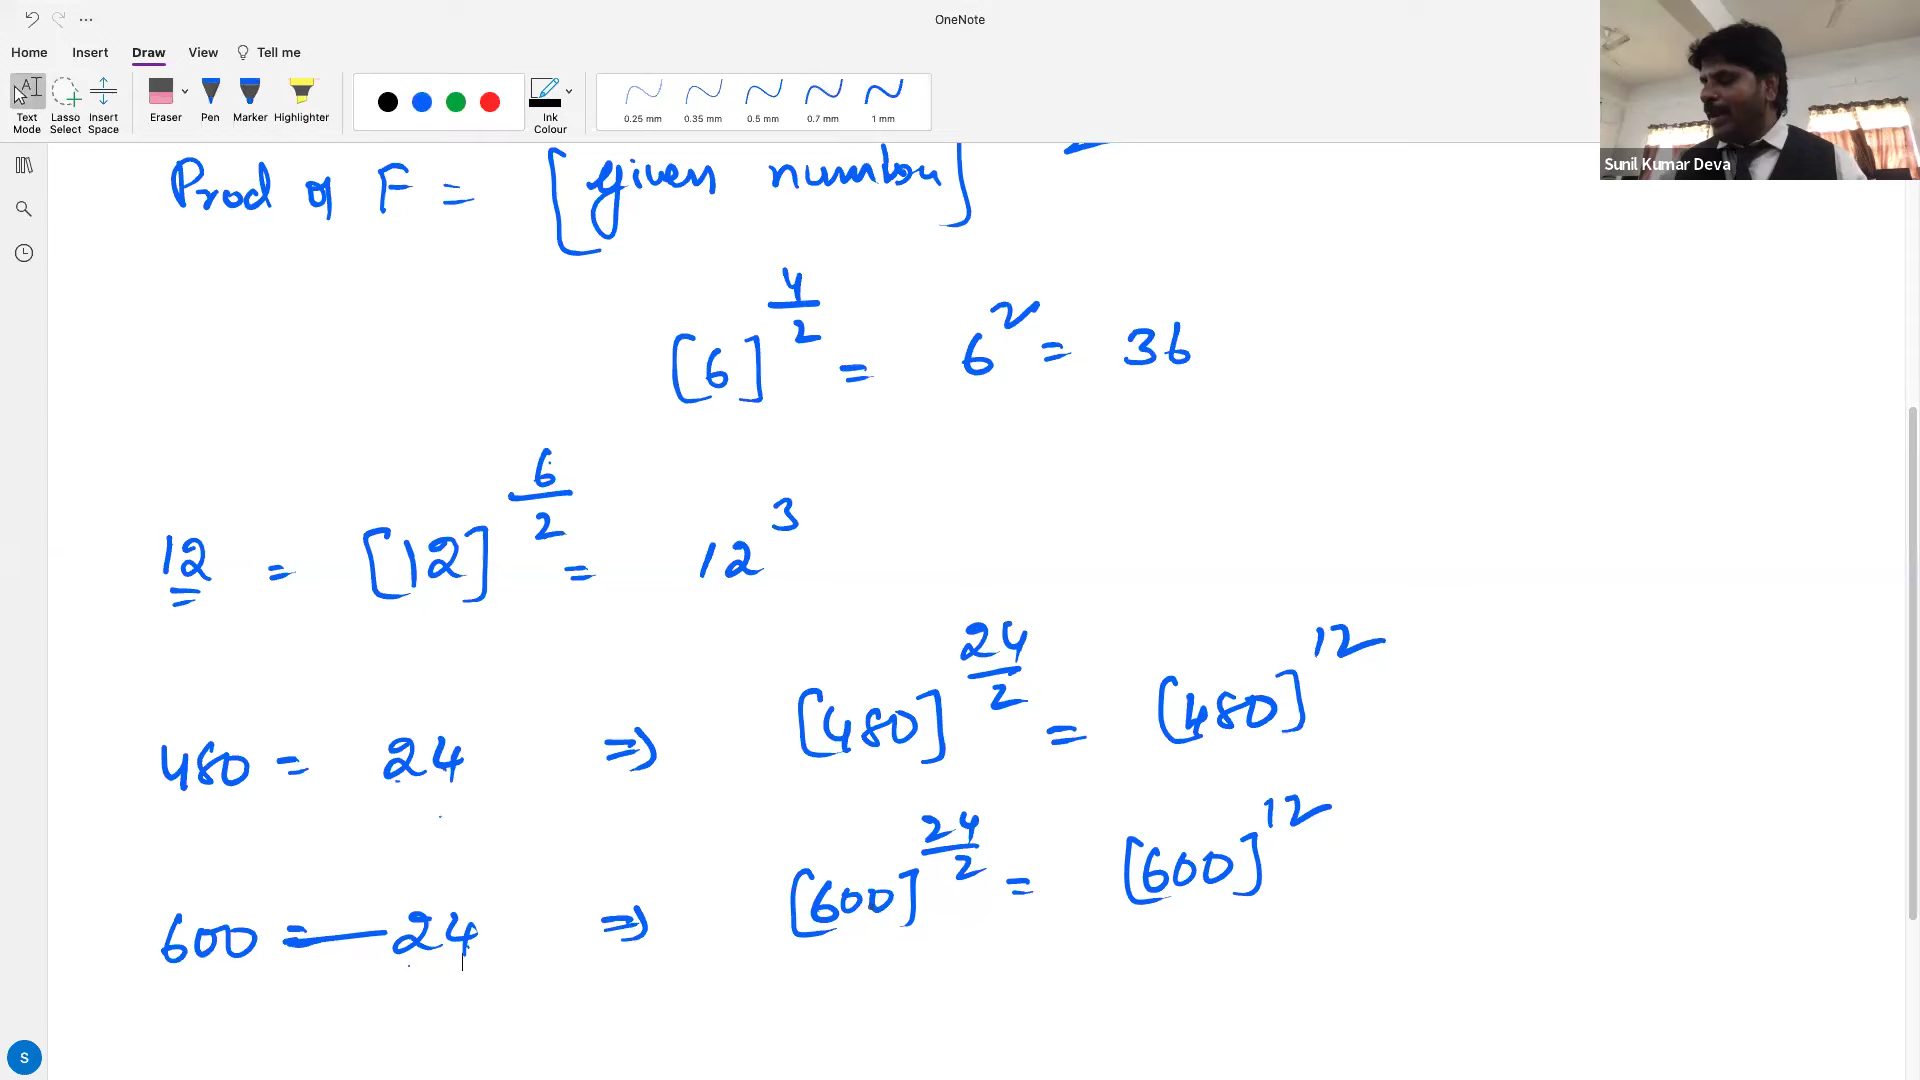 OneNote
Home Insert Draw View Tell me
Text Mode Lasso Select Insert Space Eraser Pen Marker Highlighter Ink Colour 0.25 mm 0.35 mm 0.5 mm 0.7 mm 1 mm
Sunil Kumar Deva
Prod of F = [given number]
[6]^(4/2) = 6^2 = 36
12 = [12]^(6/2) = 12^3
480 = 24 ⇒ [480]^(24/2) = [480]^12
600 = 24 ⇒ [600]^(24/2) = [600]^12
S